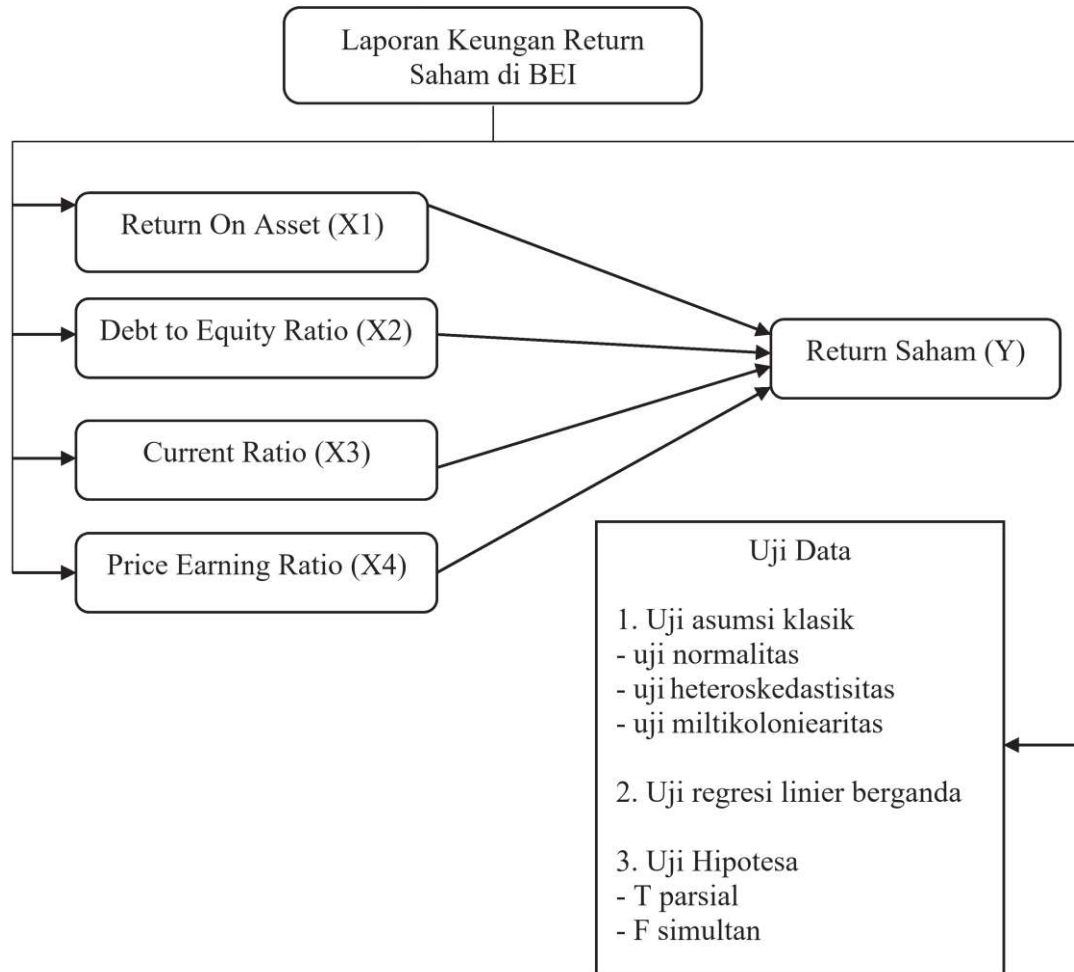 Laporan Keungan Return
Saham di BEI
Return On Asset (X1)
Debt to Equity Ratio (X2)
Return Saham (Y)
Current Ratio (X3)
Price Earning Ratio (X4)
Uji Data
1. Uji asumsi klasik
- uji normalitas
- uji heteroskedastisitas
- uji miltikoloniearitas
2. Uji regresi linier berganda
3. Uji Hipotesa
- T parsial
- F simultan